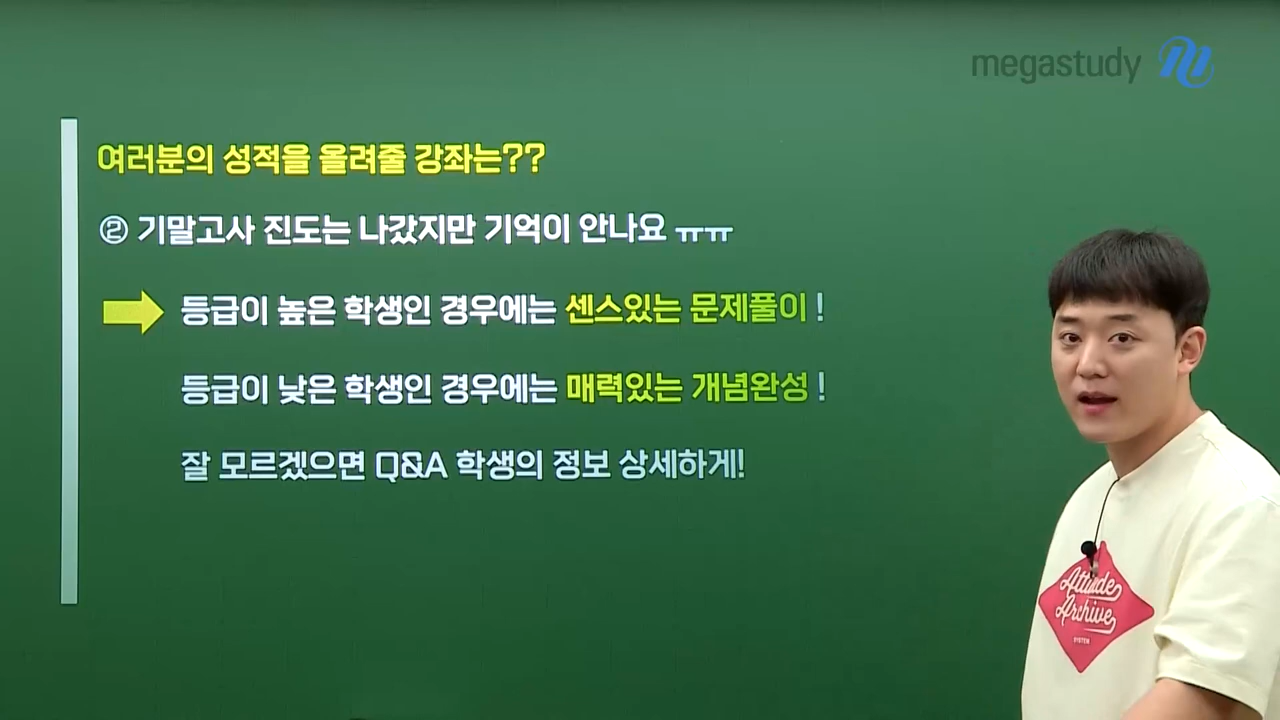 megastudy
여러분의 성적을 올려줄 강좌는??
② 기말고사 진도는 나갔지만 기억이 안나요 ㅠㅠ
등급이 높은 학생인 경우에는 센스있는 문제풀이 !
등급이 낮은 학생인 경우에는 매력있는 개념완성 !
잘 모르겠으면 Q&A 학생의 정보 상세하게!
Attitude
Archive
SYSTEM